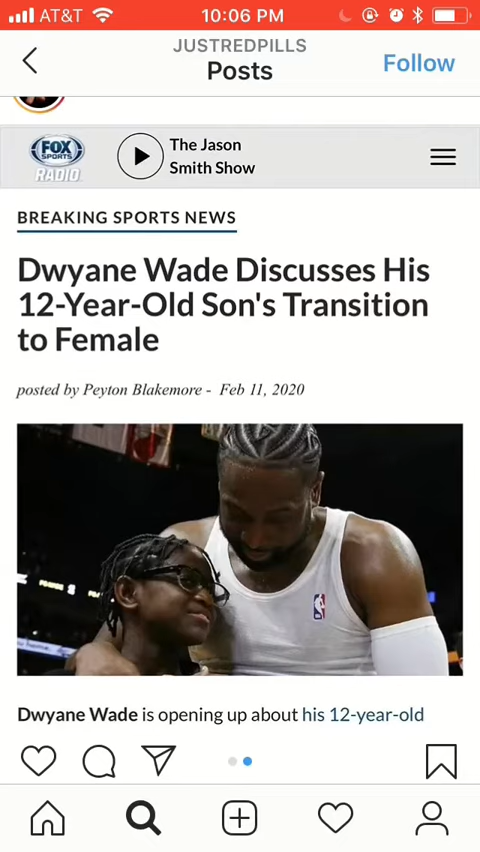 AT&T 10:06 PM
JUSTREDPILLS
Posts
Follow
FOX
SPORTS
RADIO
The Jason
Smith Show
BREAKING SPORTS NEWS
Dwyane Wade Discusses His
12-Year-Old Son's Transition
to Female
posted by Peyton Blakemore - Feb 11, 2020
NBA
Dwyane Wade is opening up about his 12-year-old